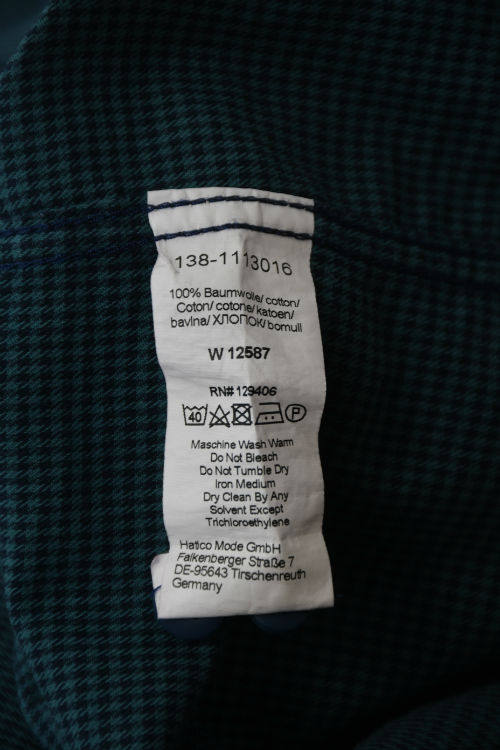 138-1113016
100% Baumwolle/ cotton/
Coton/ cotone/ katoen/
bavlna/ ХЛОПОК/ bomull
W 12587
RN# 129406
40 P
Maschine Wash Warm
Do Not Bleach
Do Not Tumble Dry
Iron Medium
Dry Clean By Any
Solvent Except
Trichloroethylene
Hatico Mode GmbH
Falkenberger Straße 7
DE-95643 Tirschenreuth
Germany